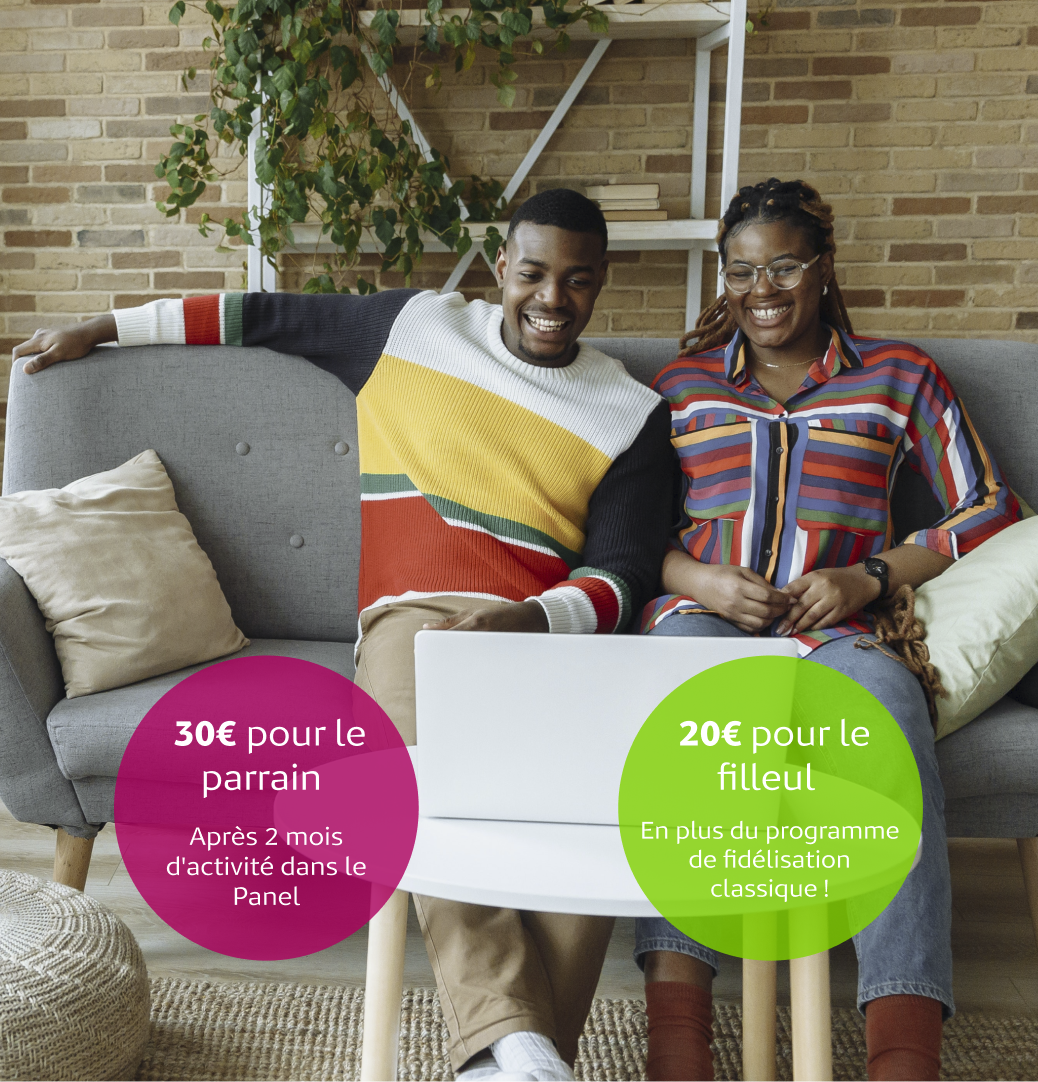 30€ pour le
parrain
Après 2 mois
d'activité dans le
Panel
20€ pour le
filleul
En plus du programme
de fidélisation
classique !